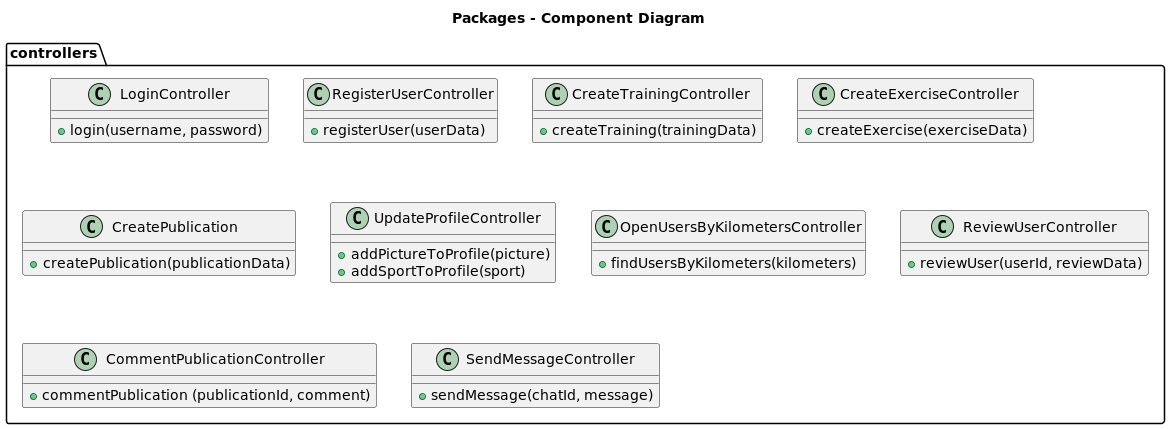 Packages - Component Diagram
controllers
C LoginController
login(username, password)
C RegisterUserController
registerUser(userData)
C CreateTrainingController
createTraining(trainingData)
C CreateExerciseController
createExercise(exerciseData)
C CreatePublication
createPublication(publicationData)
C UpdateProfileController
addPictureToProfile(picture)
addSportToProfile(sport)
C OpenUsersByKilometersController
findUsersByKilometers(kilometers)
C ReviewUserController
reviewUser(userId, reviewData)
C CommentPublicationController
commentPublication (publicationId, comment)
C SendMessageController
sendMessage(chatId, message)